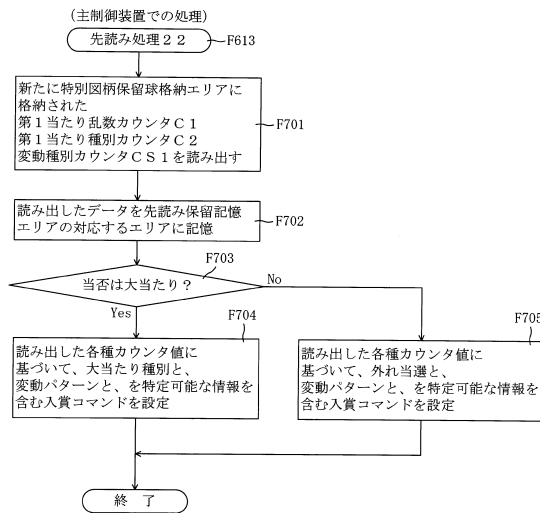 (主制御装置での処理)
先読み処理22
F613
新たに特別図柄保留球格納エリアに
格納された
第1当たり乱数カウンタC1
第1当たり種別カウンタC2
変動種別カウンタCS1を読み出す
F701
読み出したデータを先読み保留記憶
エリアの対応するエリアに記憶
F702
当否は大当たり?
F703
No
Yes
F704
読み出した各種カウンタ値に
基づいて、大当たり種別と、
変動パターンと、を特定可能な情報を
含む入賞コマンドを設定
F705
読み出した各種カウンタ値に
基づいて、外れ当選と、
変動パターンと、を特定可能な情報を
含む入賞コマンドを設定
終了